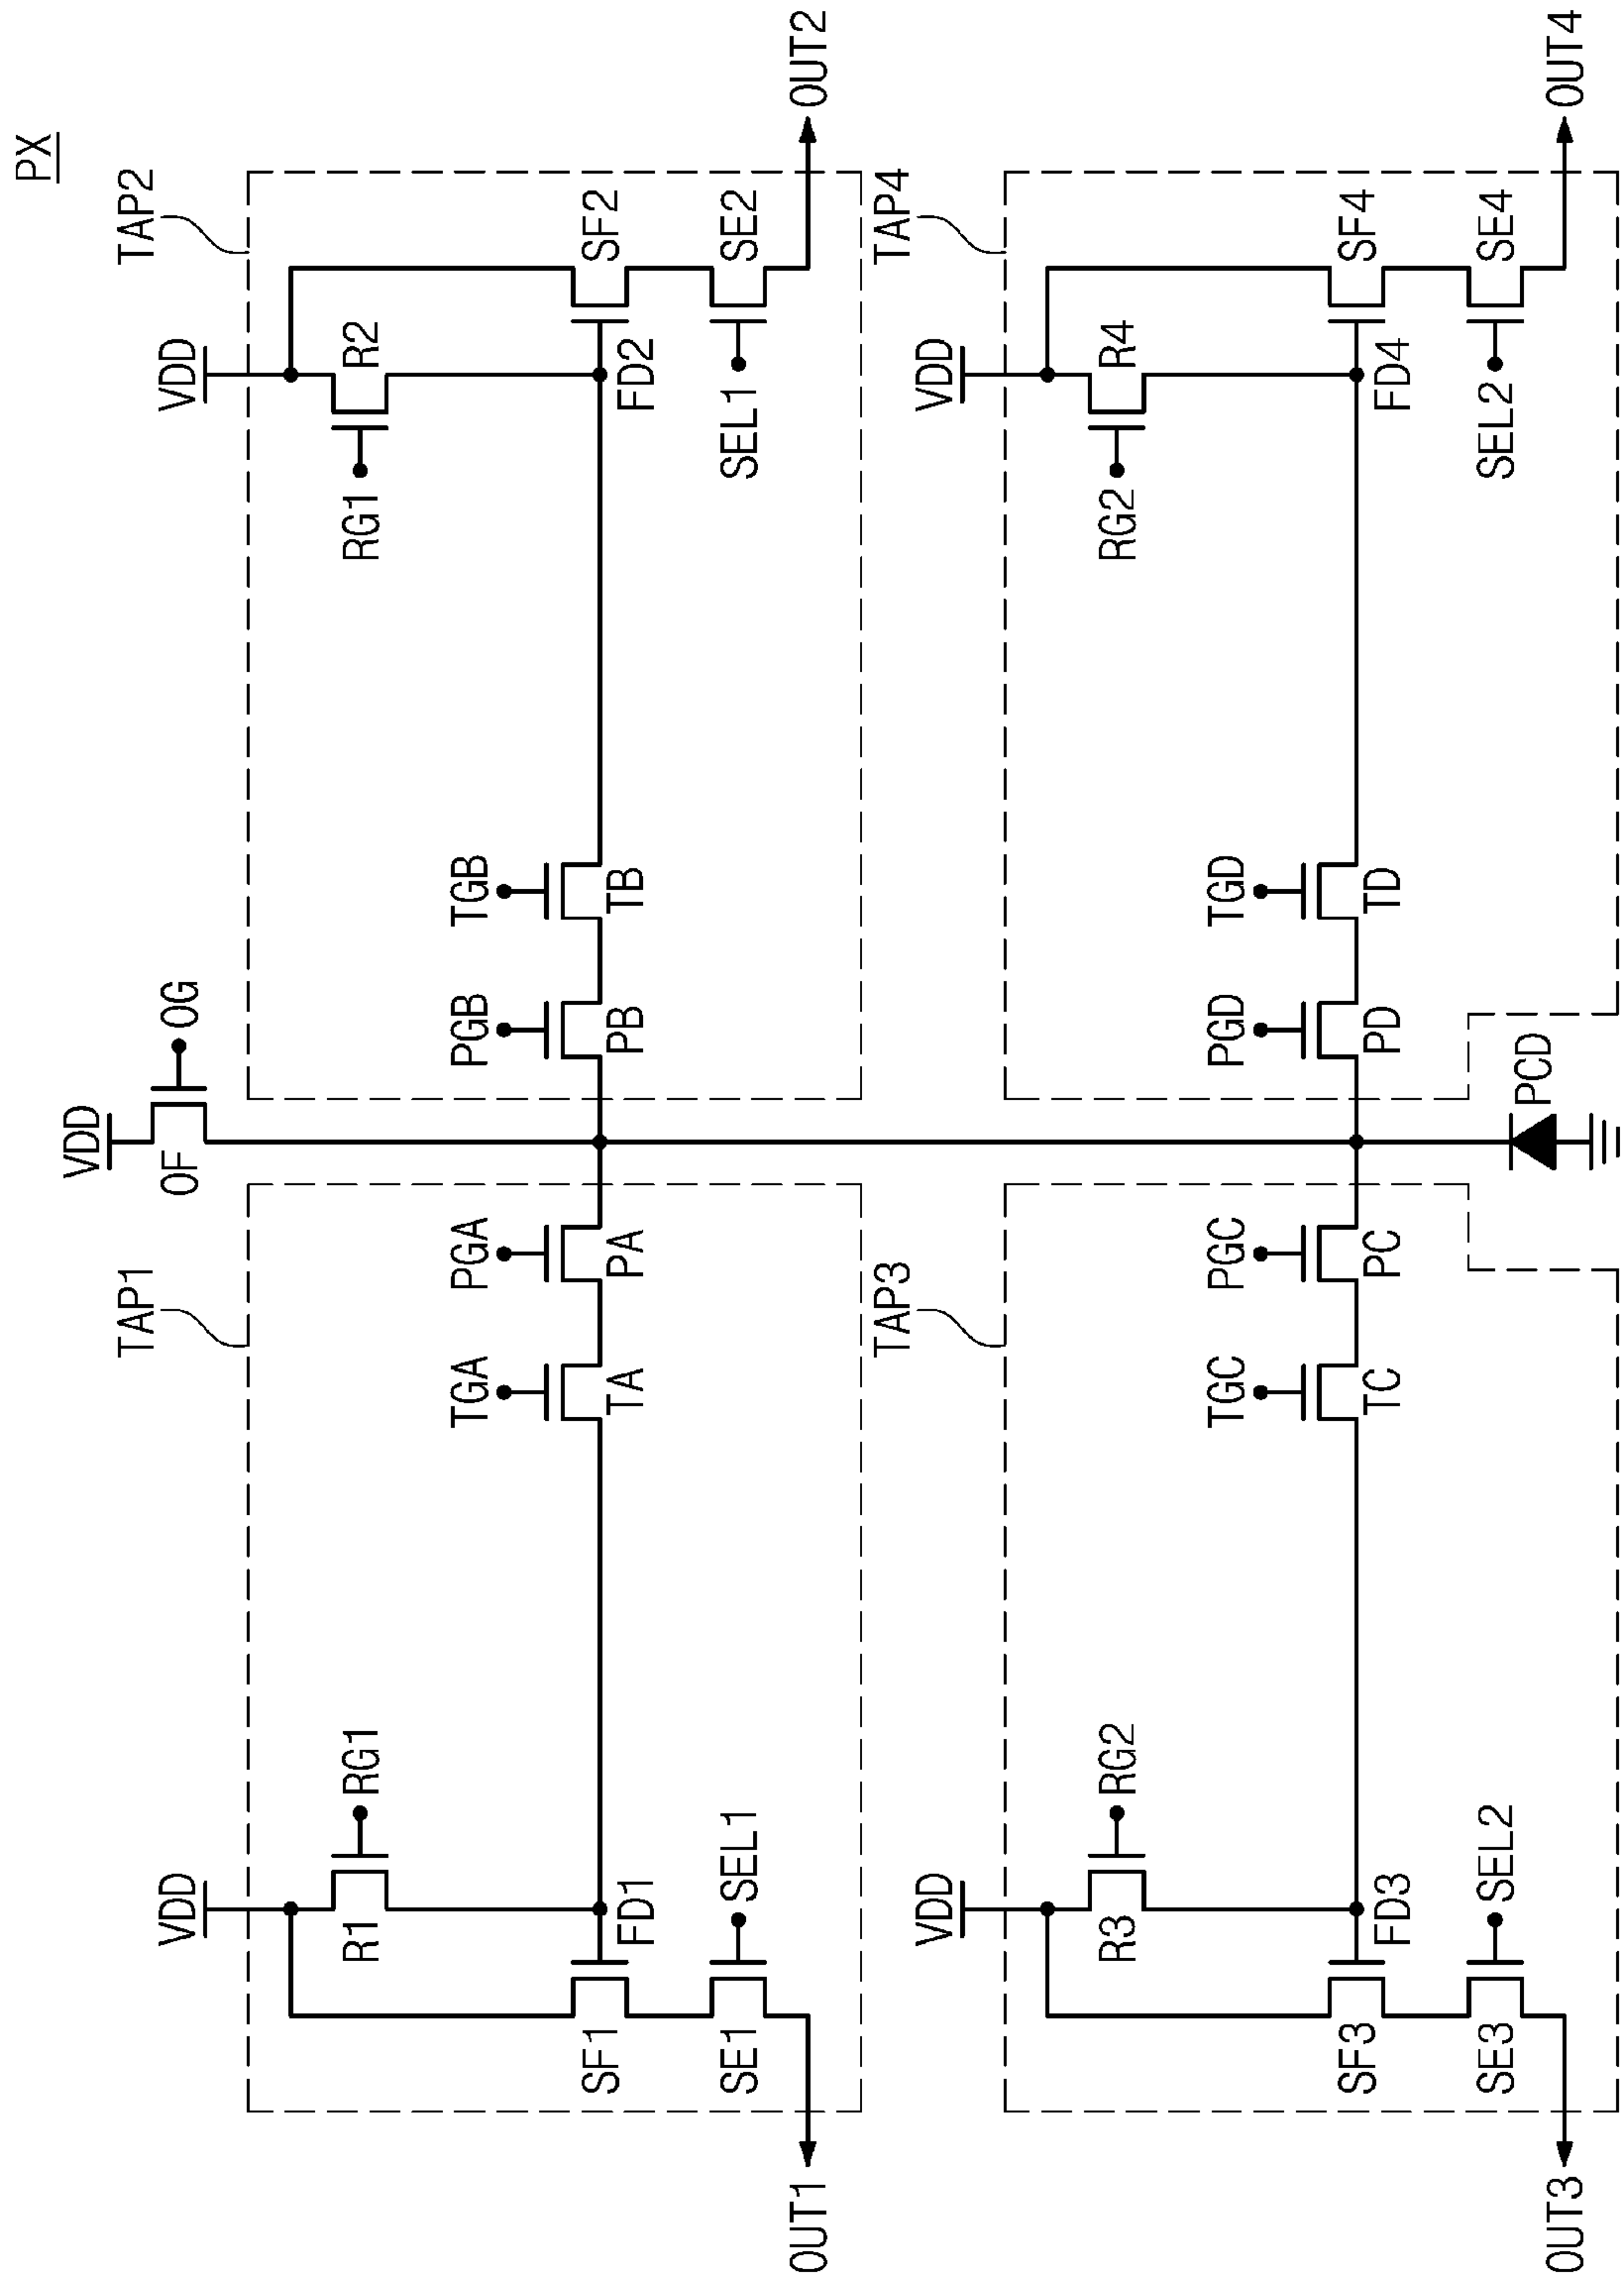 PX
VDD
OF
OG
TAP1
TAP2
VDD
R1
RG1
TGA
PGA
PGB
TGB
RG1
VDD
R2
SF1
FD1
TA
PA
PB
TB
FD2
SF2
SE1
SEL1
SEL1
SE2
OUT1
OUT2
TAP3
TAP4
VDD
R3
RG2
TGC
PGC
PGD
TGD
RG2
VDD
R4
SF3
FD3
TC
PC
PD
TD
FD4
SF4
SE3
SEL2
PCD
SEL2
SE4
OUT3
OUT4